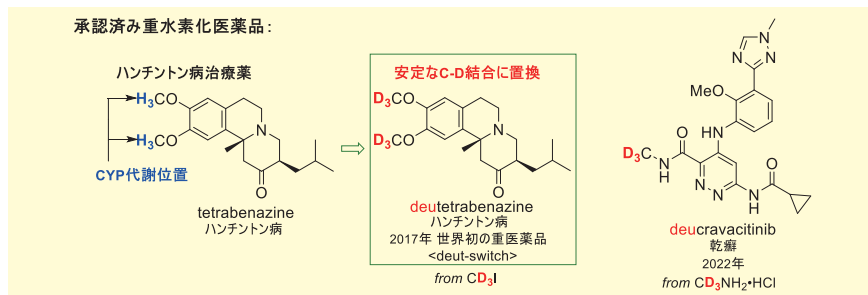 承認済み重水素化医薬品:
ハンチントン病治療薬
H3CO
H3CO
N
O
CYP代謝位置
tetrabenazine
ハンチントン病
安定なC-D結合に置換
D3CO
D3CO
N
O
deutetrabenazine
ハンチントン病
2017年 世界初の重医薬品
<deut-switch>
from CD3I
N
N
N
MeO
HN
O
D3C
N
H
N
N
O
N
H
deucravacitinib
乾癬
2022年
from CD3NH2•HCl